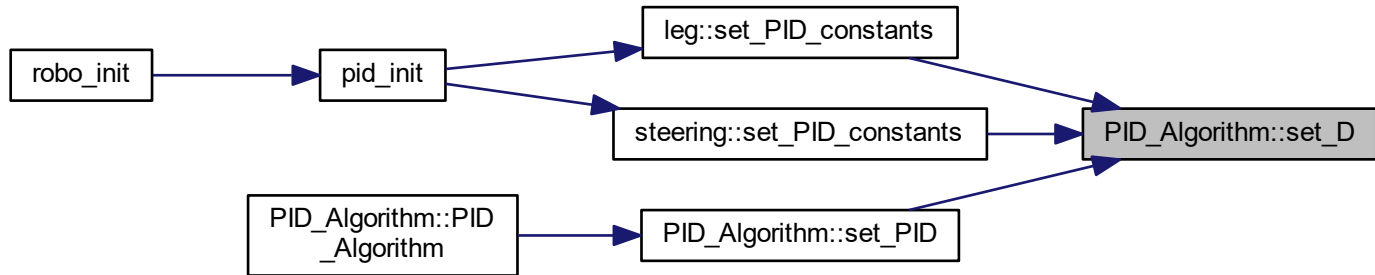 leg::set_PID_constants
robo_init
pid_init
PID_Algorithm::set_D
steering::set_PID_constants
PID_Algorithm::PID
_Algorithm
PID_Algorithm::set_PID